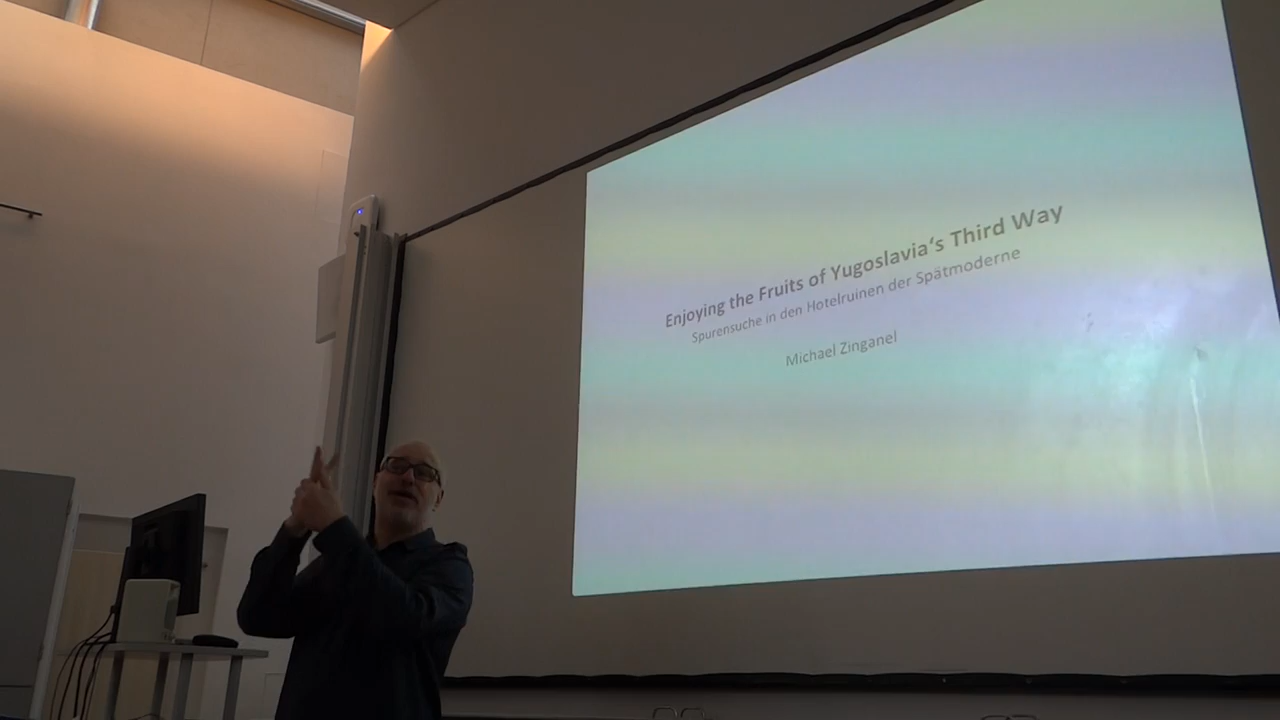 Enjoying the Fruits of Yugoslavia‘s Third Way
Spurensuche in den Hotelruinen der Spätmoderne
Michael Zinganel